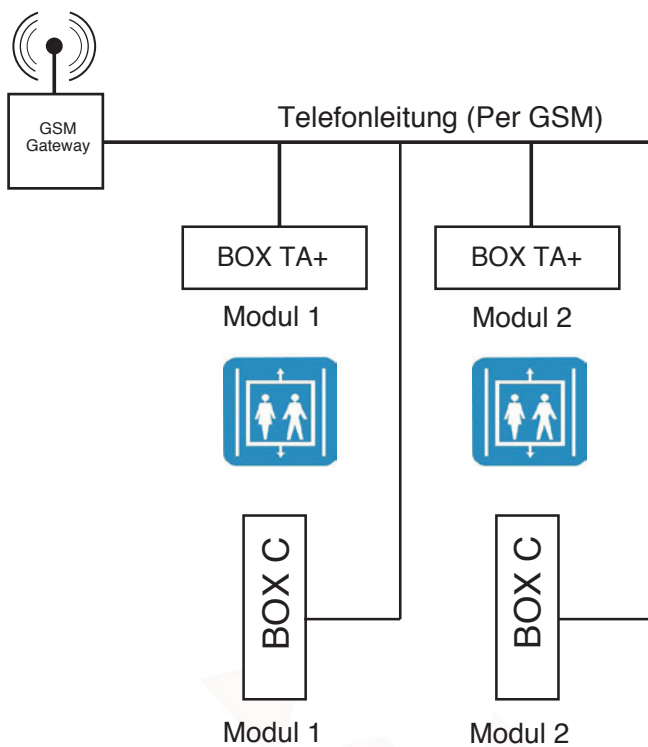 GSM
Gateway
Telefonleitung (Per GSM)
BOX TA+
BOX TA+
Modul 1
Modul 2
BOX C
BOX C
Modul 1
Modul 2